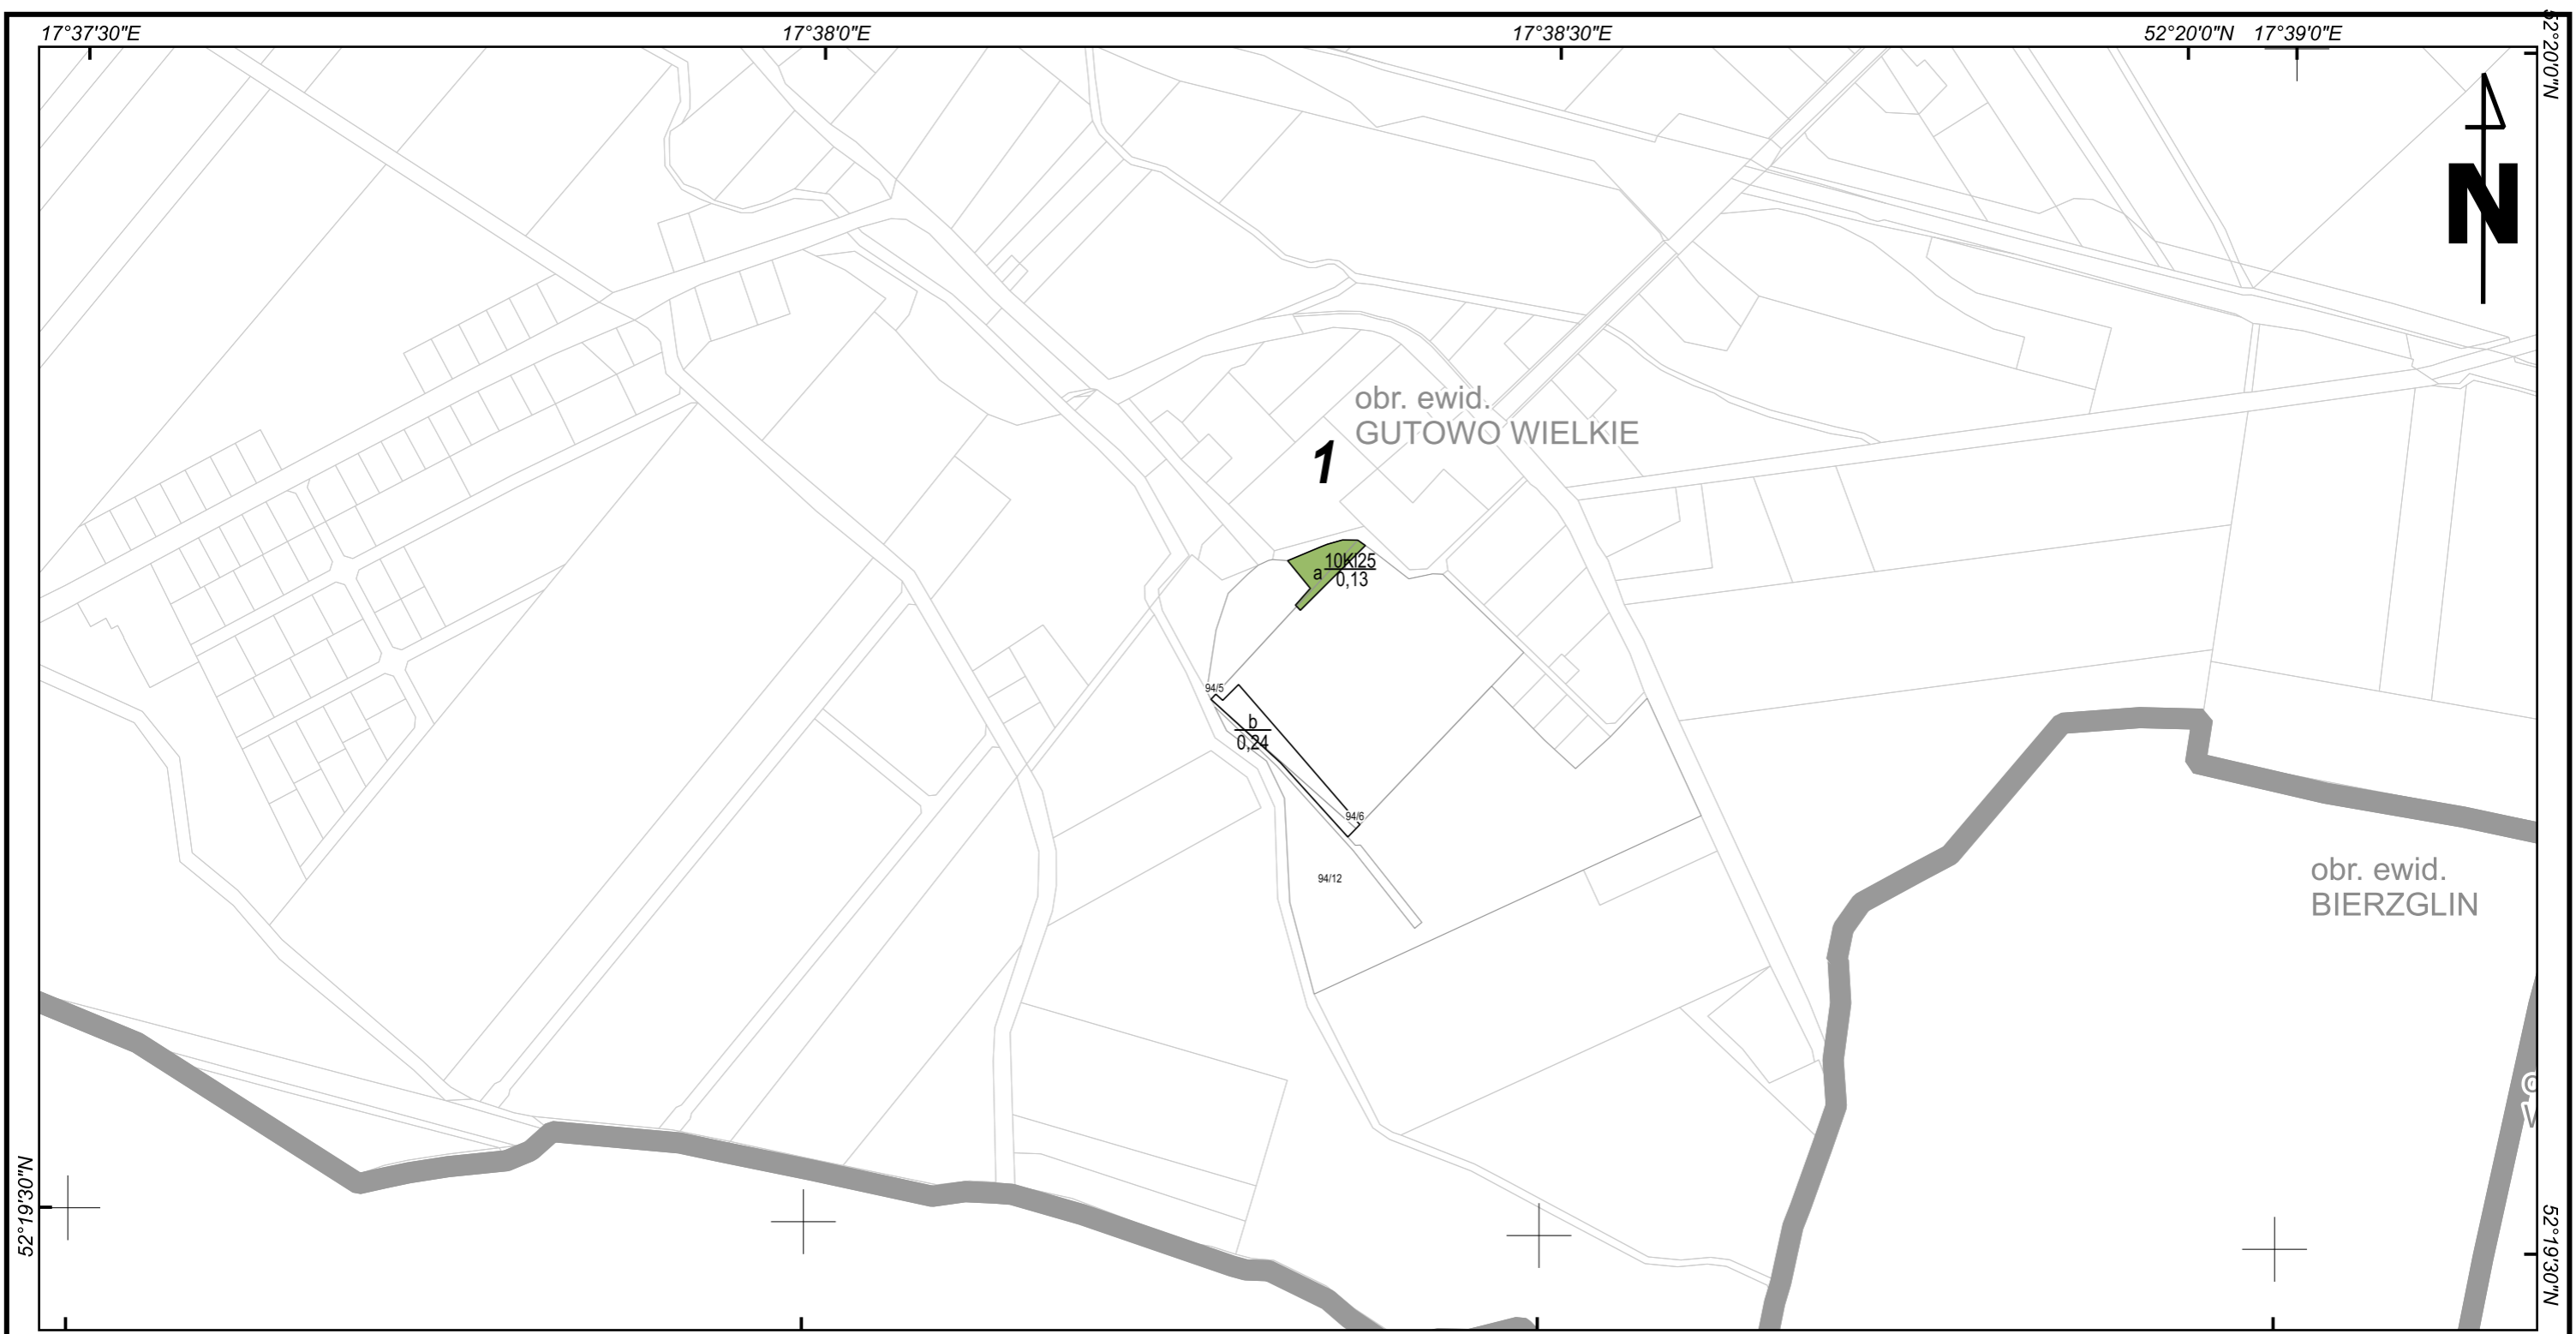 17°37'30"E
17°38'0"E
17°38'30"E
52°20'0"N
17°39'0"E
52°20'0"N
N
obr. ewid.
GUTOWO WIELKIE
1
10Kl25
a
0,13
94/5
b
0,24
94/6
94/12
obr. ewid.
BIERZGLIN
52°19'30"N
52°19'30"N